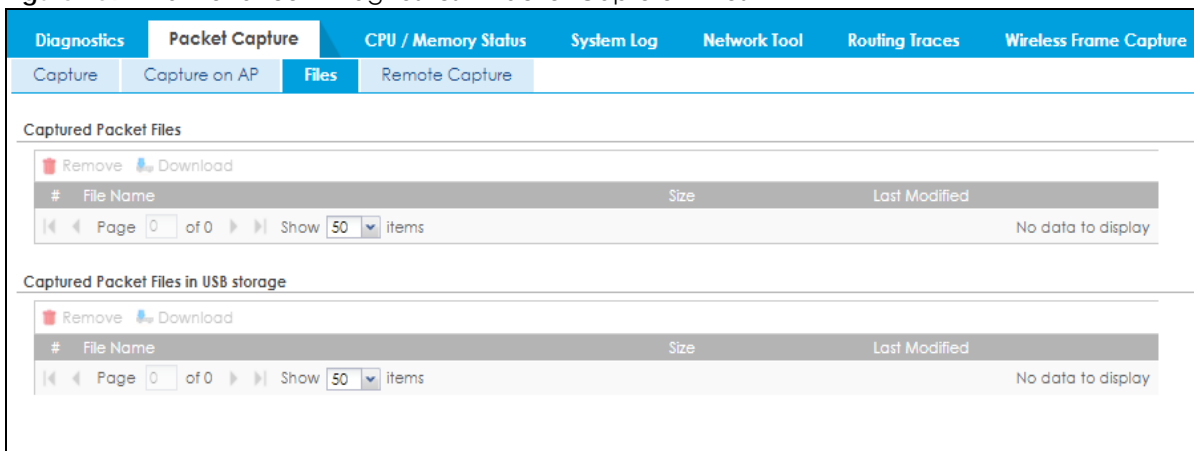 Diagnostics Packet Capture CPU / Memory Status System Log Network Tool Routing Traces Wireless Frame Capture
Capture Capture on AP Files Remote Capture
Captured Packet Files
Remove Download
# File Name Size Last Modified
Page 0 of 0 Show 50 items No data to display
Captured Packet Files in USB storage
Remove Download
# File Name Size Last Modified
Page 0 of 0 Show 50 items No data to display